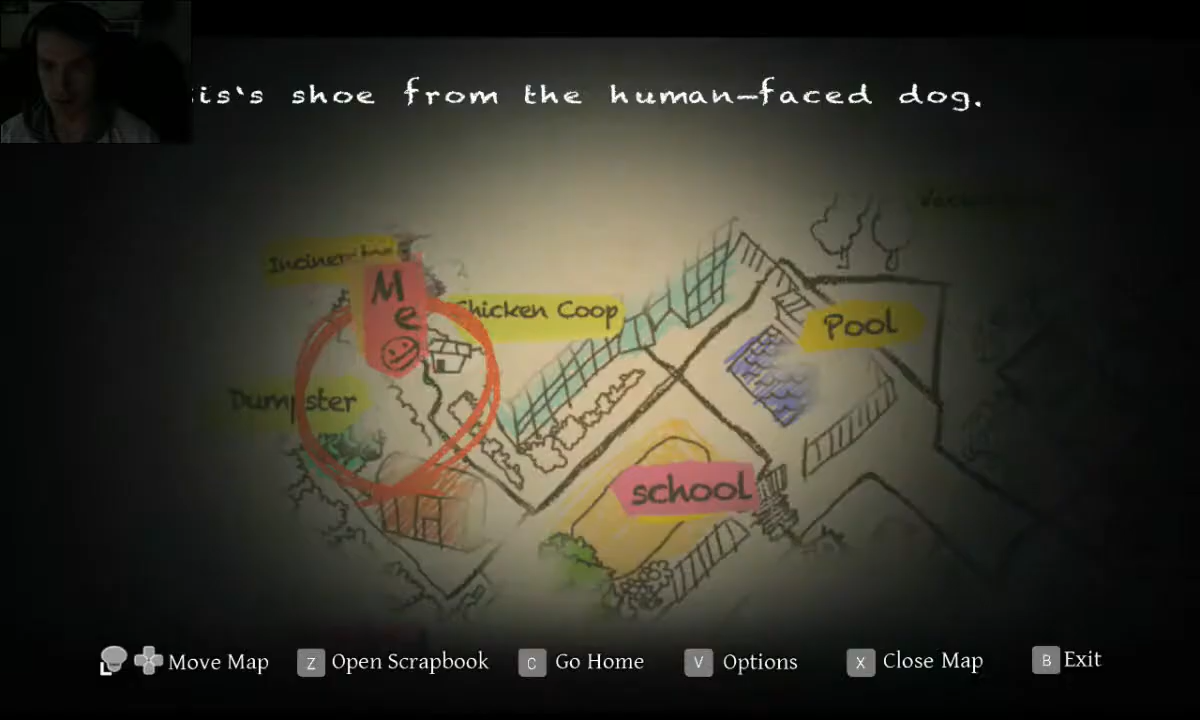 sis's shoe from the human-faced dog.
Me
Chicken Coop
Pool
Dumpster
school
Move Map
Z Open Scrapbook
C Go Home
V Options
X Close Map
B Exit